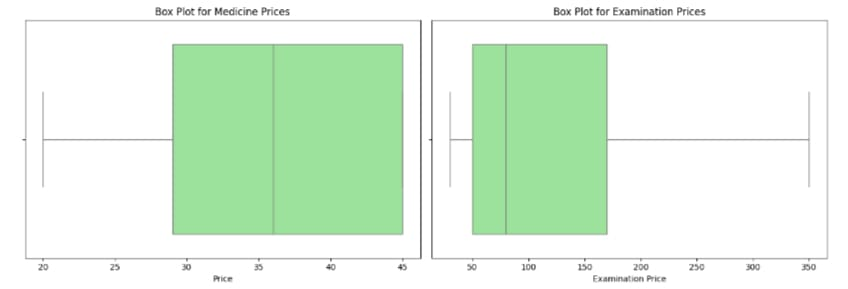 Box Plot for Medicine Prices
20 25 30 35 40 45
Price
Box Plot for Examination Prices
50 100 150 200 250 300 350
Examination Price